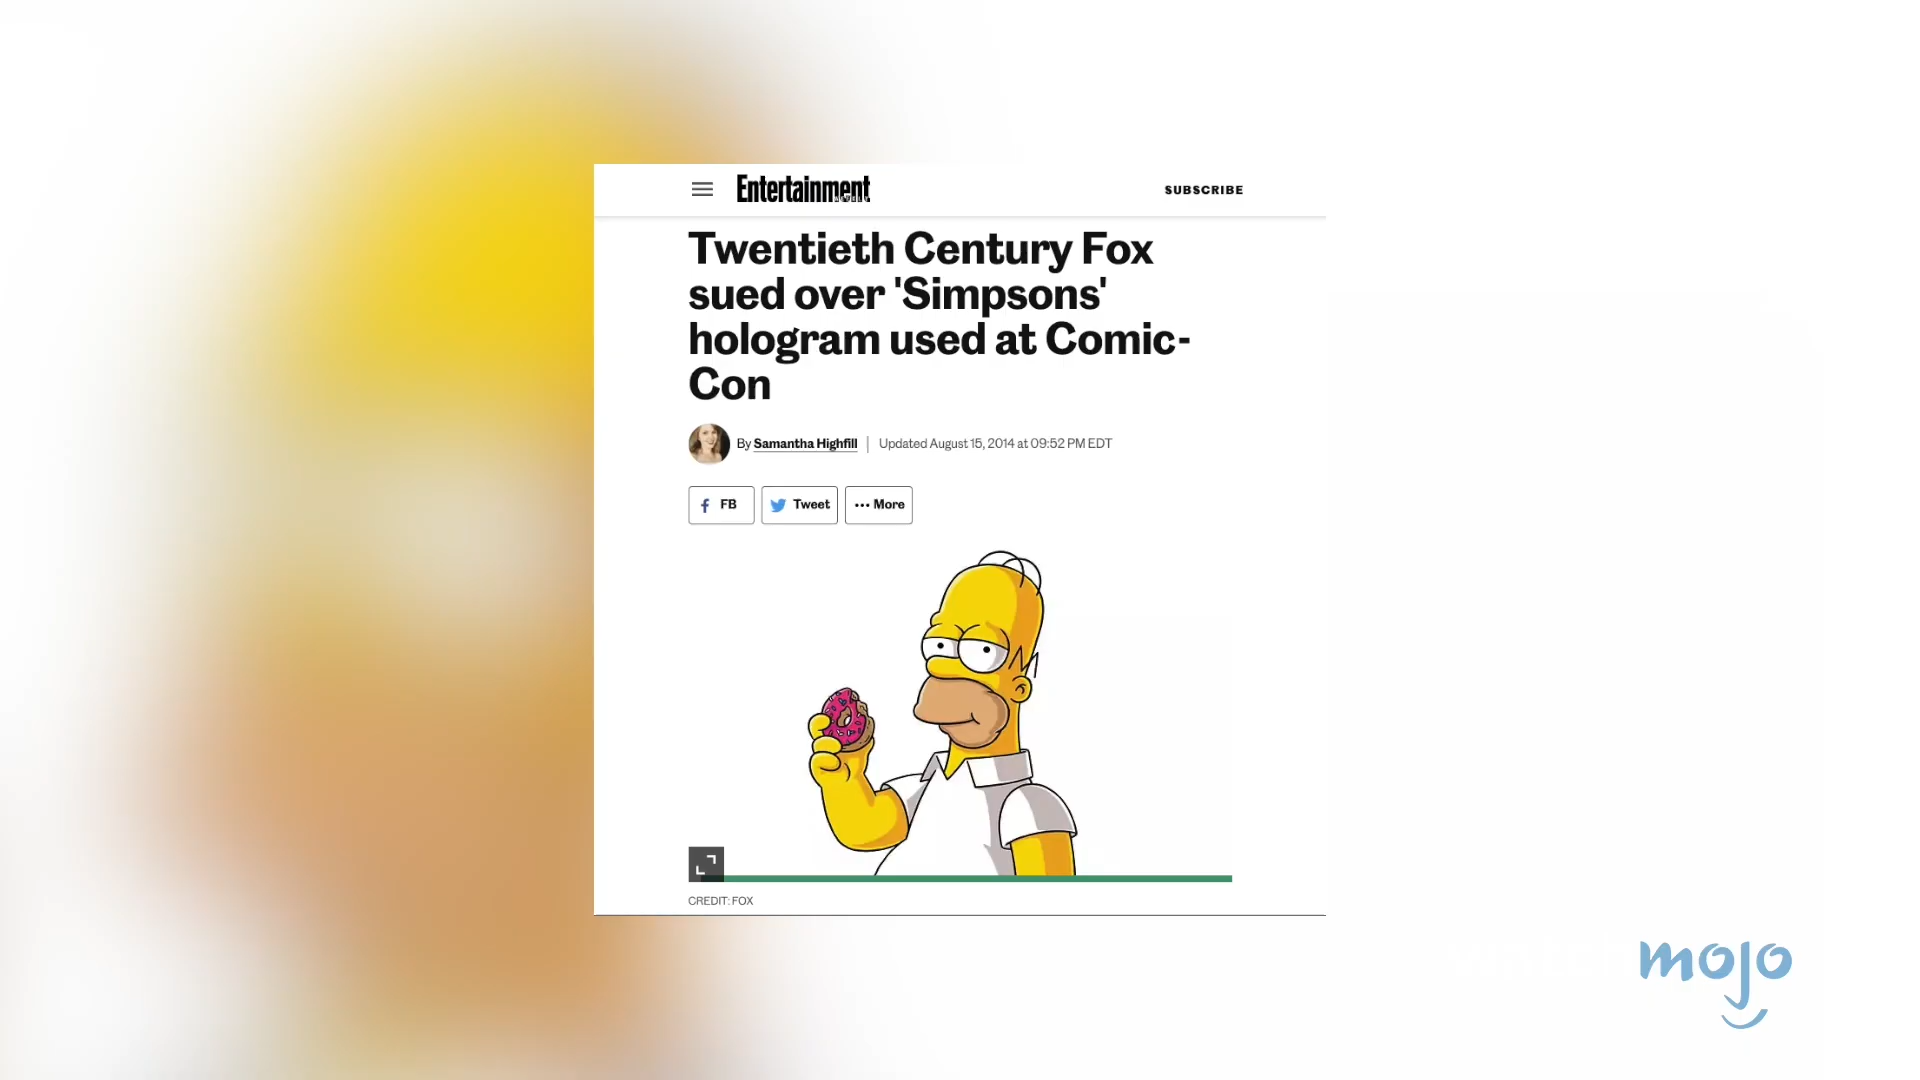 Entertainment
SUBSCRIBE
Twentieth Century Fox
sued over 'Simpsons'
hologram used at Comic-
Con
By Samantha Highfill | Updated August 15, 2014 at 09:52 PM EDT
FB
Tweet
••• More
CREDIT: FOX
mojo